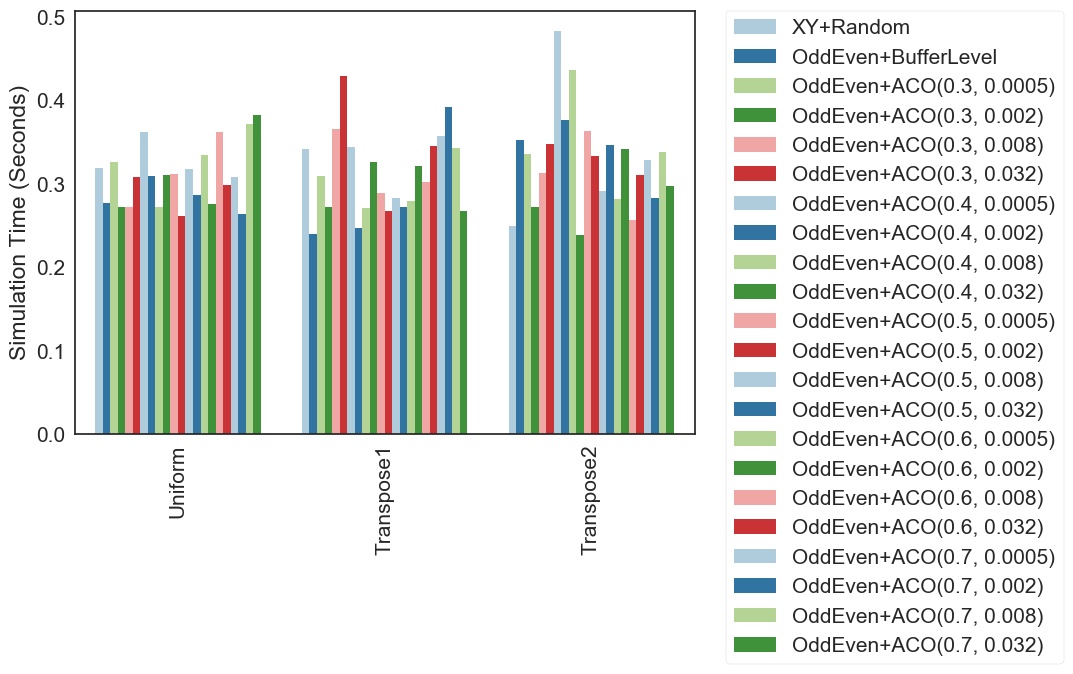 Simulation Time (Seconds)
0.5
0.4
0.3
0.2
0.1
0.0
Uniform
Transpose1
Transpose2
XY+Random
OddEven+BufferLevel
OddEven+ACO(0.3, 0.0005)
OddEven+ACO(0.3, 0.002)
OddEven+ACO(0.3, 0.008)
OddEven+ACO(0.3, 0.032)
OddEven+ACO(0.4, 0.0005)
OddEven+ACO(0.4, 0.002)
OddEven+ACO(0.4, 0.008)
OddEven+ACO(0.4, 0.032)
OddEven+ACO(0.5, 0.0005)
OddEven+ACO(0.5, 0.002)
OddEven+ACO(0.5, 0.008)
OddEven+ACO(0.5, 0.032)
OddEven+ACO(0.6, 0.0005)
OddEven+ACO(0.6, 0.002)
OddEven+ACO(0.6, 0.008)
OddEven+ACO(0.6, 0.032)
OddEven+ACO(0.7, 0.0005)
OddEven+ACO(0.7, 0.002)
OddEven+ACO(0.7, 0.008)
OddEven+ACO(0.7, 0.032)